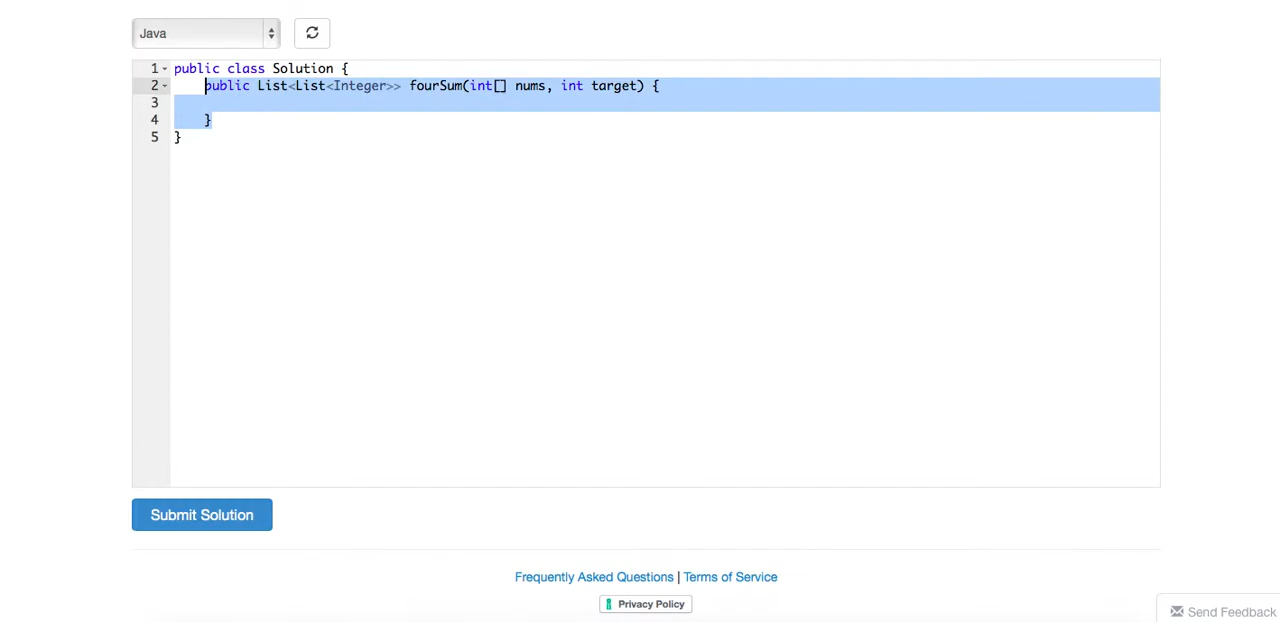 Java
1 public class Solution {
2 public List<List<Integer>> fourSum(int[] nums, int target) {
3
4 }
5 }
Submit Solution
Frequently Asked Questions | Terms of Service
Privacy Policy
Send Feedback